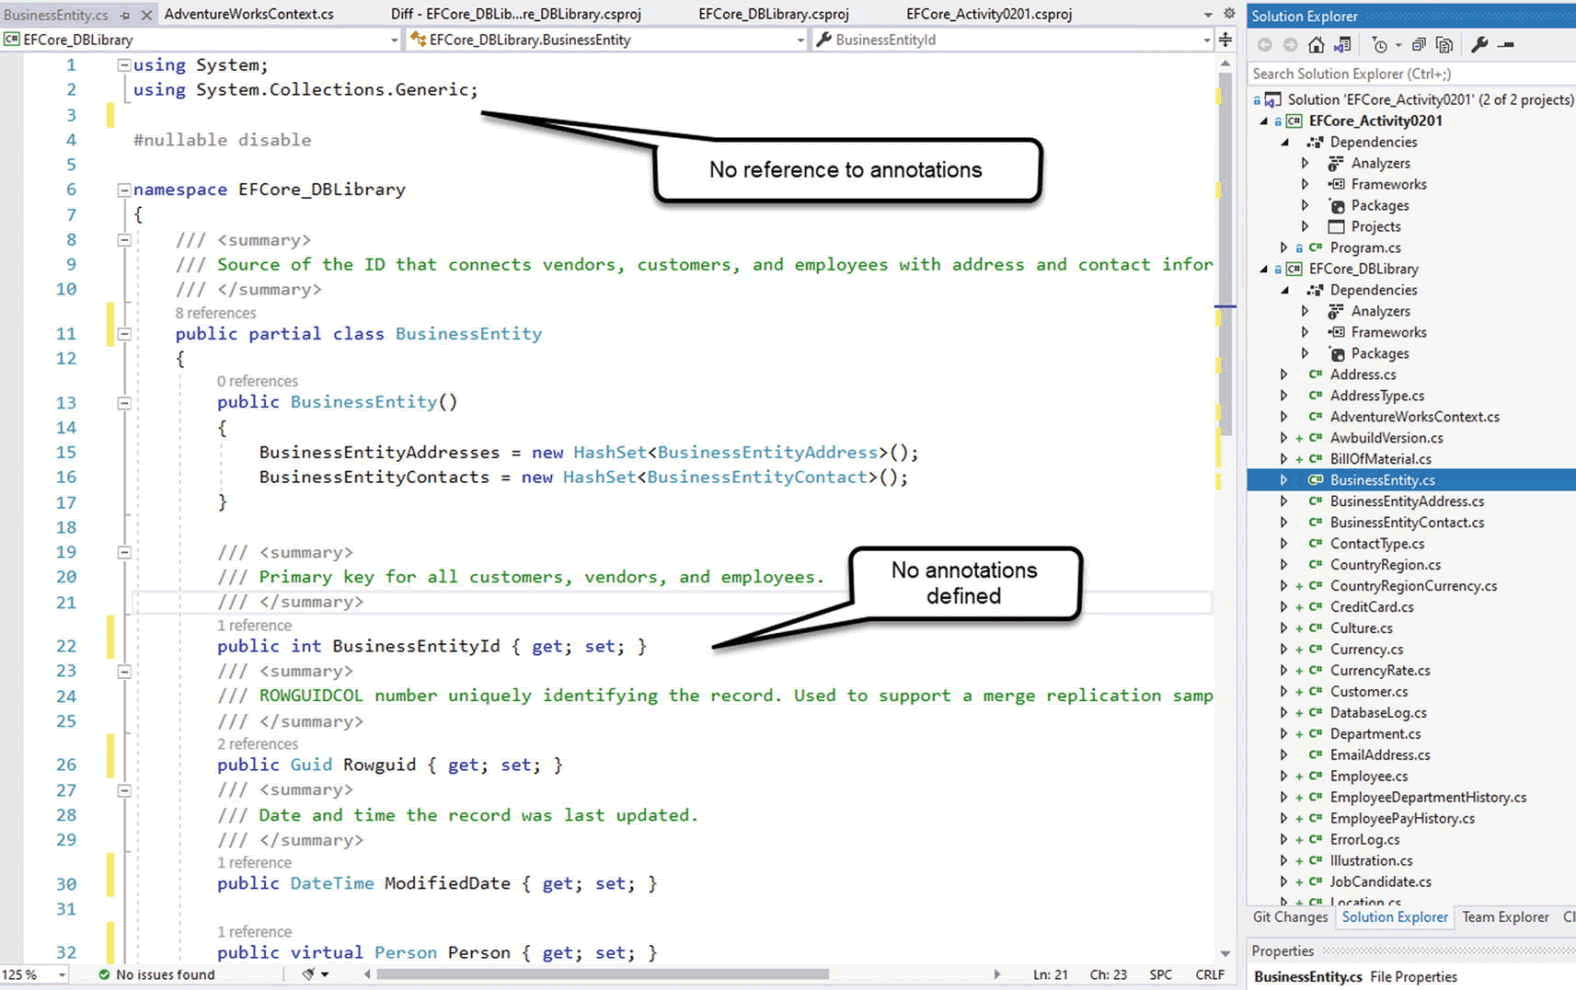 BusinessEntity.cs
AdventureWorksContext.cs
Diff - EFCore_DBLib...re_DBLibrary.csproj
EFCore_DBLibrary.csproj
EFCore_Activity0201.csproj
EFCore_DBLibrary
EFCore_DBLibrary.BusinessEntity
BusinessEntityId
1 using System;
2 using System.Collections.Generic;
3
No reference to annotations
4 #nullable disable
5
6 namespace EFCore_DBLibrary
7 {
8 /// <summary>
9 /// Source of the ID that connects vendors, customers, and employees with address and contact infor
10 /// </summary>
8 references
11 public partial class BusinessEntity
12 {
0 references
13 public BusinessEntity()
14 {
15 BusinessEntityAddresses = new HashSet<BusinessEntityAddress>();
16 BusinessEntityContacts = new HashSet<BusinessEntityContact>();
17 }
18
19 /// <summary>
20 /// Primary key for all customers, vendors, and employees.
21 /// </summary>
No annotations
defined
1 reference
22 public int BusinessEntityId { get; set; }
23 /// <summary>
24 /// ROWGUIDCOL number uniquely identifying the record. Used to support a merge replication samp
25 /// </summary>
2 references
26 public Guid Rowguid { get; set; }
27 /// <summary>
28 /// Date and time the record was last updated.
29 /// </summary>
1 reference
30 public DateTime ModifiedDate { get; set; }
31
1 reference
32 public virtual Person Person { get; set; }
125 %
No issues found
Ln: 21 Ch: 23 SPC CRLF
Solution Explorer
Search Solution Explorer (Ctrl+;)
Solution 'EFCore_Activity0201' (2 of 2 projects)
C# EFCore_Activity0201
Dependencies
Analyzers
Frameworks
Packages
Projects
C# Program.cs
C# EFCore_DBLibrary
Dependencies
Analyzers
Frameworks
Packages
C# Address.cs
C# AddressType.cs
C# AdventureWorksContext.cs
+ C# AwbuildVersion.cs
+ C# BillOfMaterial.cs
C# BusinessEntity.cs
C# BusinessEntityAddress.cs
C# BusinessEntityContact.cs
C# ContactType.cs
C# CountryRegion.cs
+ C# CountryRegionCurrency.cs
+ C# CreditCard.cs
+ C# Culture.cs
+ C# Currency.cs
+ C# CurrencyRate.cs
+ C# Customer.cs
+ C# DatabaseLog.cs
+ C# Department.cs
C# EmailAddress.cs
+ C# Employee.cs
+ C# EmployeeDepartmentHistory.cs
+ C# EmployeePayHistory.cs
+ C# ErrorLog.cs
+ C# Illustration.cs
+ C# JobCandidate.cs
+ C# Location.cs
Git Changes Solution Explorer Team Explorer Cl
Properties
BusinessEntity.cs File Properties